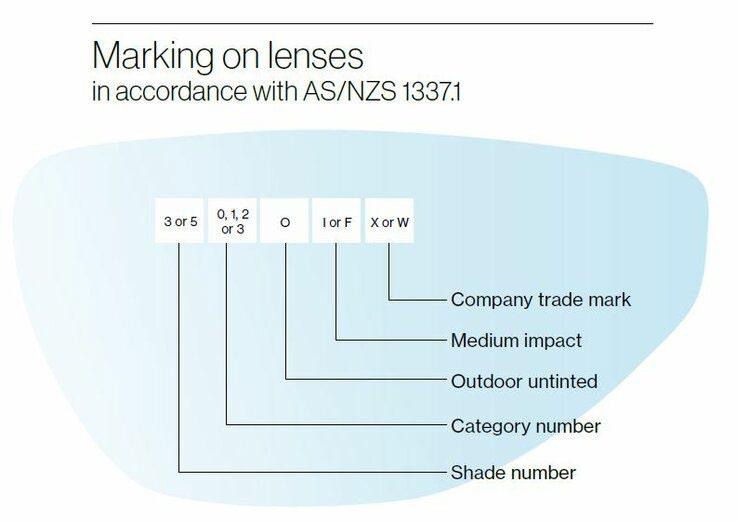 Marking on lenses
in accordance with AS/NZS 1337.1
3 or 5
0, 1, 2
or 3
O
I or F
X or W
Company trade mark
Medium impact
Outdoor untinted
Category number
Shade number